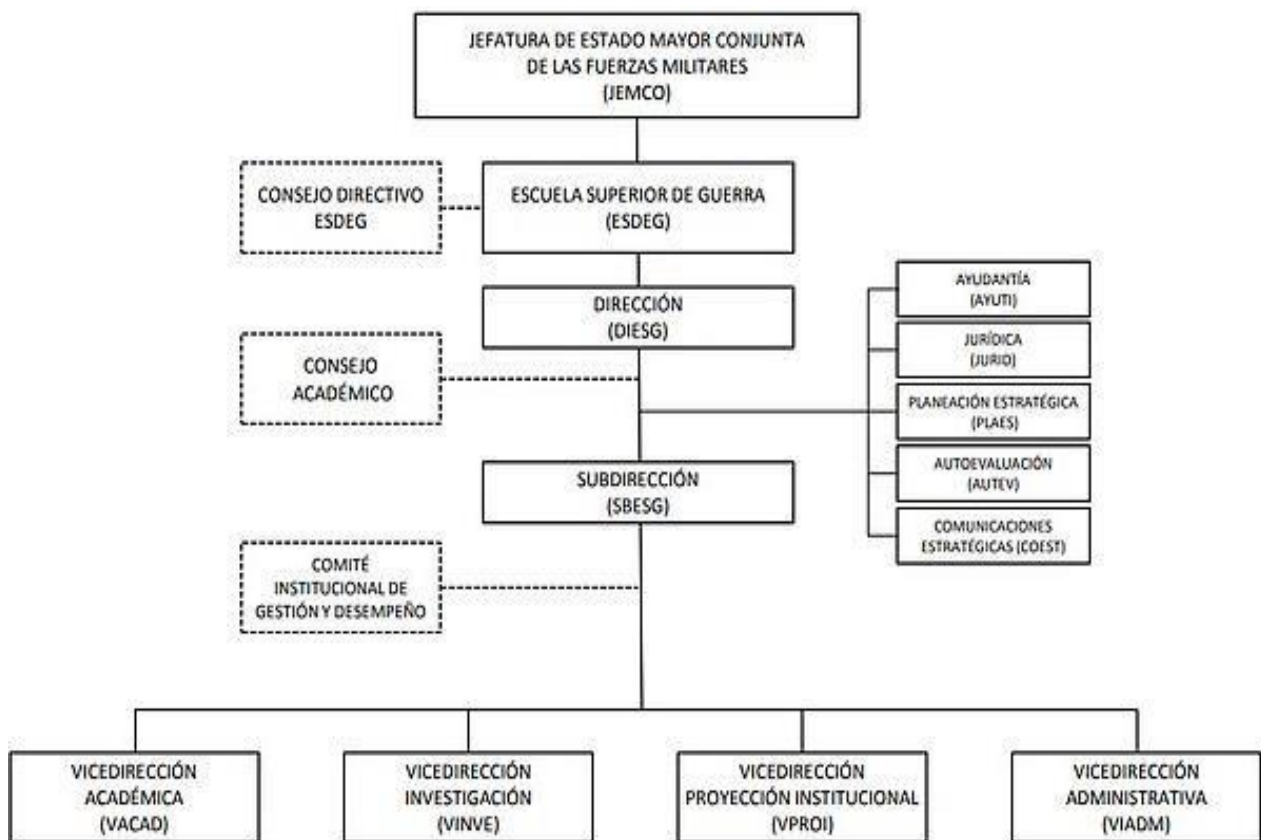 JEFATURA DE ESTADO MAYOR CONJUNTA
DE LAS FUERZAS MILITARES
(JEMCO)
CONSEJO DIRECTIVO
ESDEG
ESCUELA SUPERIOR DE GUERRA
(ESDEG)
DIRECCIÓN
(DIESG)
AYUDANTÍA
(AYUTI)
JURÍDICA
(JURID)
PLANEACIÓN ESTRATÉGICA
(PLAES)
AUTOEVALUACIÓN
(AUTEV)
COMUNICACIONES
ESTRATÉGICAS (COEST)
CONSEJO
ACADÉMICO
SUBDIRECCIÓN
(SBESG)
COMITÉ
INSTITUCIONAL DE
GESTIÓN Y DESEMPEÑO
VICEDIRECCIÓN
ACADÉMICA
(VACAD)
VICEDIRECCIÓN
INVESTIGACIÓN
(VINVE)
VICEDIRECCIÓN
PROYECCIÓN INSTITUCIONAL
(VPROI)
VICEDIRECCIÓN
ADMINISTRATIVA
(VIADM)